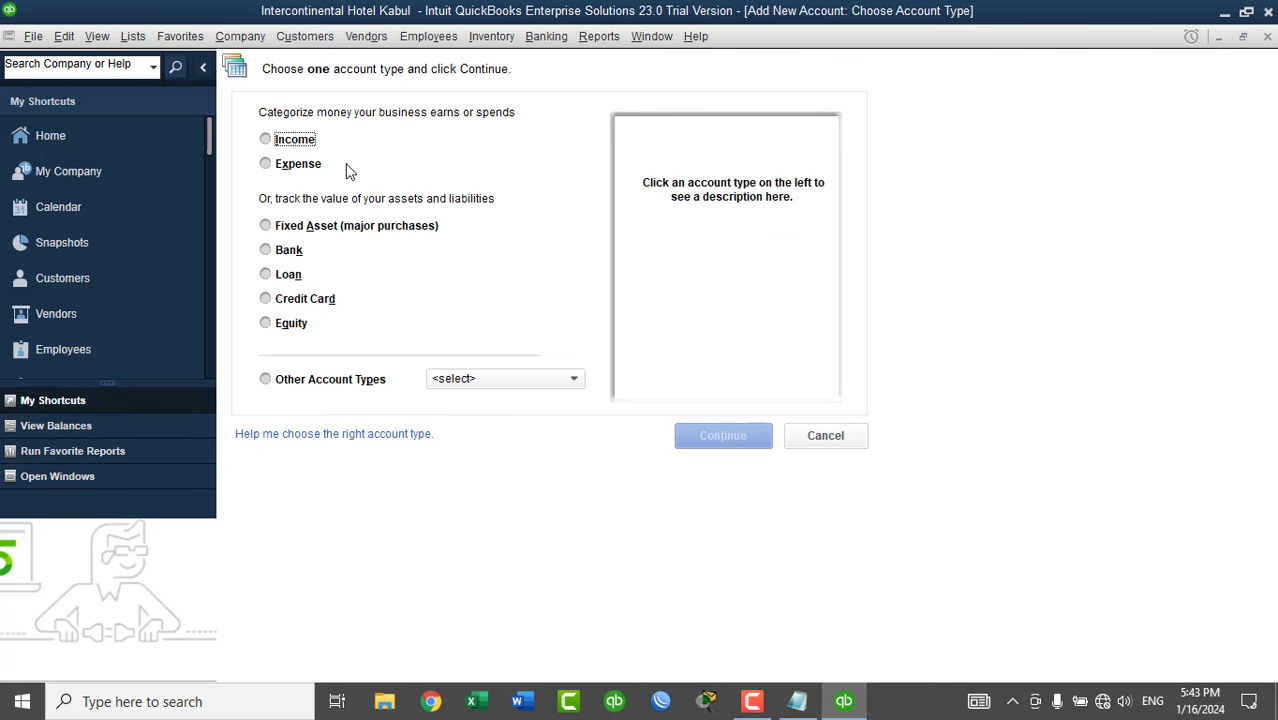 Intercontinental Hotel Kabul - Intuit QuickBooks Enterprise Solutions 23.0 Trial Version - [Add New Account: Choose Account Type]
File Edit View Lists Favorites Company Customers Vendors Employees Inventory Banking Reports Window Help
Search Company or Help
My Shortcuts
Home
My Company
Calendar
Snapshots
Customers
Vendors
Employees
My Shortcuts
View Balances
Run Favorite Reports
Open Windows
Choose one account type and click Continue.
Categorize money your business earns or spends
Income
Expense
Or, track the value of your assets and liabilities
Fixed Asset (major purchases)
Bank
Loan
Credit Card
Equity
Other Account Types <select>
Click an account type on the left to
see a description here.
Help me choose the right account type.
Continue Cancel
Type here to search
ENG
5:43 PM
1/16/2024